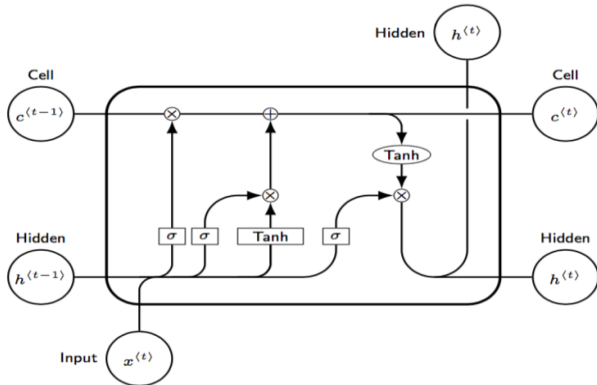 Hidden
h⟨t⟩
Cell
Cell
c⟨t−1⟩
×
+
c⟨t⟩
Tanh
×
×
Hidden
σ
σ
Tanh
σ
Hidden
h⟨t−1⟩
h⟨t⟩
Input
x⟨t⟩